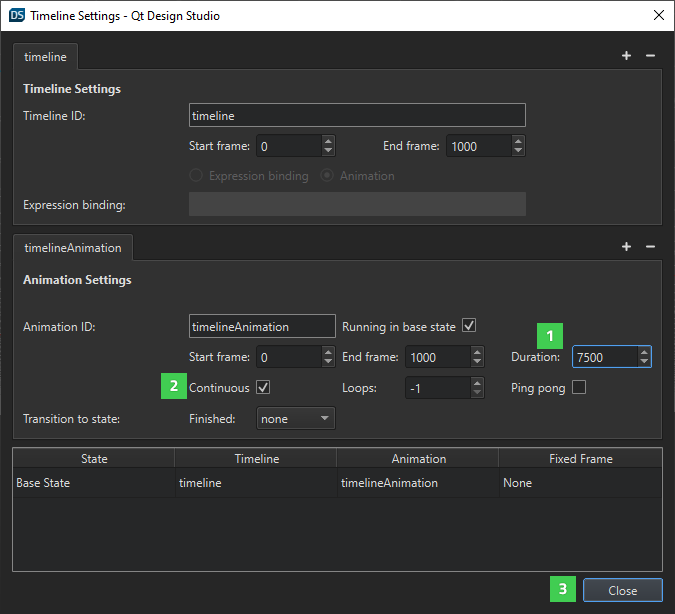 DS Timeline Settings - Qt Design Studio
timeline
Timeline Settings
Timeline ID: timeline
Start frame: 0 End frame: 1000
Expression binding Animation
Expression binding:
timelineAnimation
Animation Settings
Animation ID: timelineAnimation Running in base state
1
Start frame: 0 End frame: 1000 Duration: 7500
2 Continuous Loops: -1 Ping pong
Transition to state: Finished: none
State Timeline Animation Fixed Frame
Base State timeline timelineAnimation None
3 Close